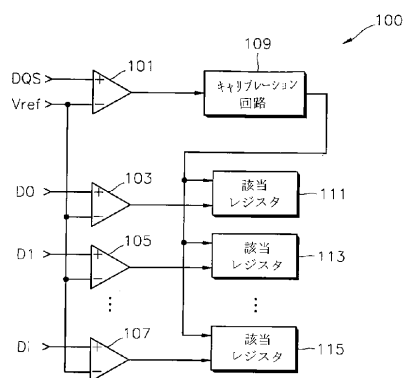 100
109
DQS
+
101
キャリブレーション
回路
Vref
−
D0
+
103
該当
レジスタ
111
−
D1
+
105
該当
レジスタ
113
−
⋮
⋮
107
Di
+
該当
レジスタ
115
−